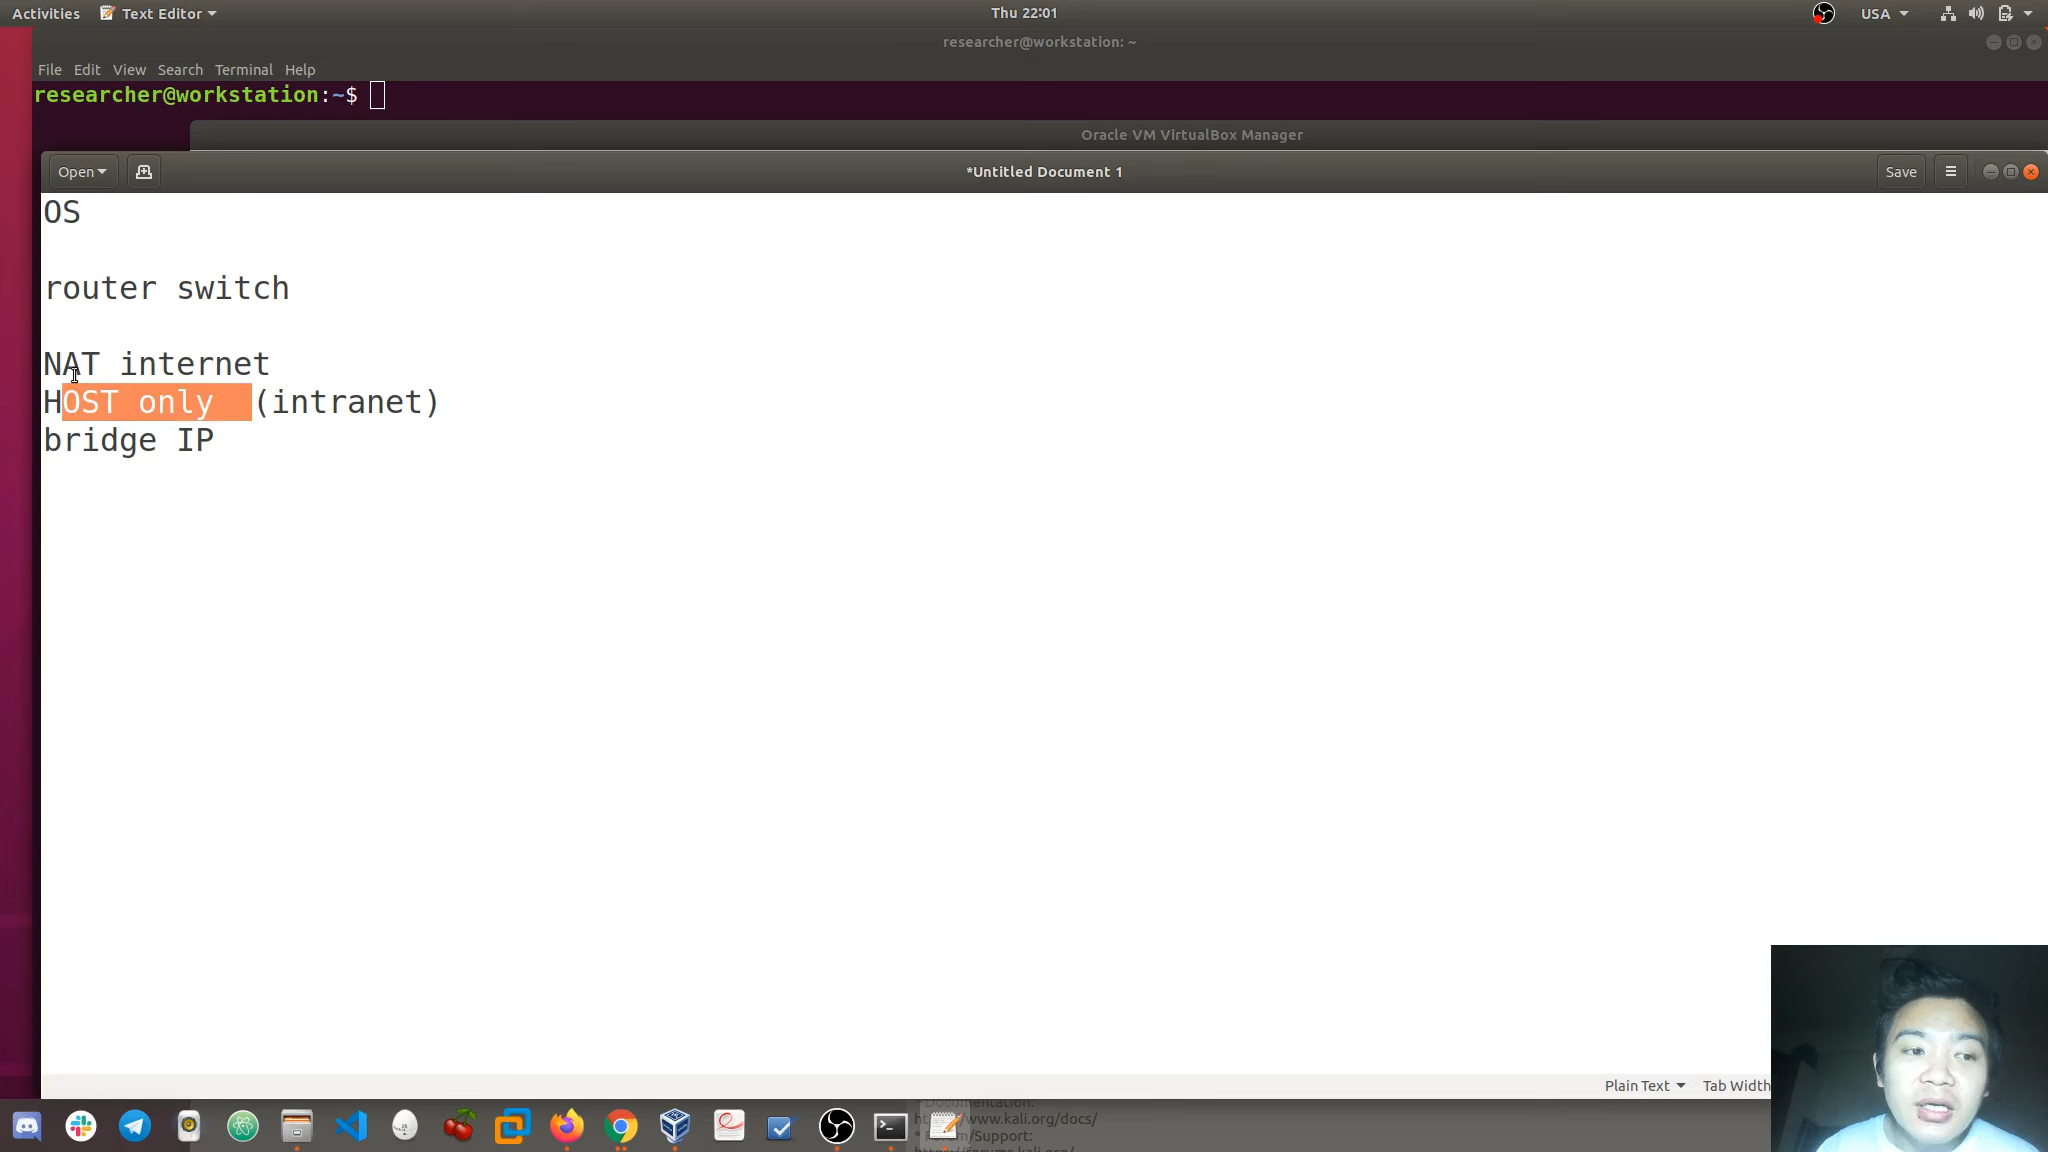 Activities Text Editor Thu 22:01 USA
researcher@workstation: ~
File Edit View Search Terminal Help
researcher@workstation:~$
Oracle VM VirtualBox Manager
Open *Untitled Document 1 Save
OS
router switch
NAT internet
HOST only (intranet)
bridge IP
Plain Text Tab Width
www.kali.org/docs/
/Support: